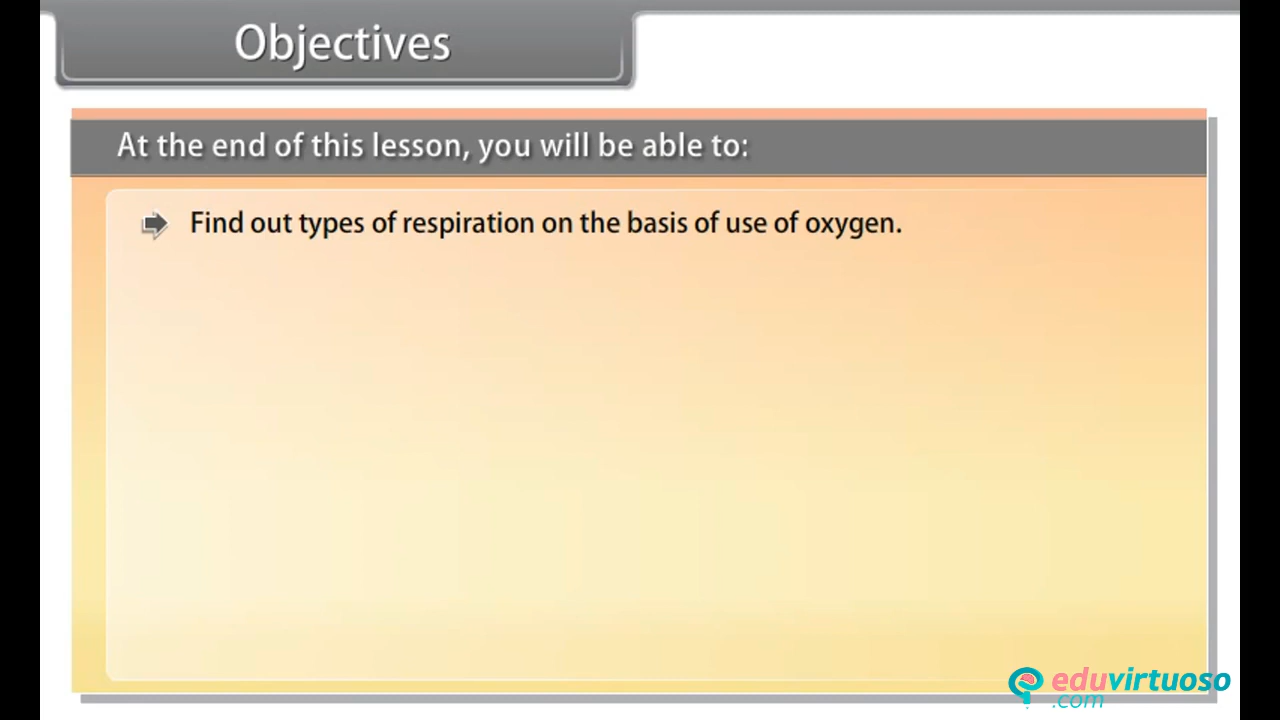 Objectives
At the end of this lesson, you will be able to:
Find out types of respiration on the basis of use of oxygen.
eduvirtuoso
.com